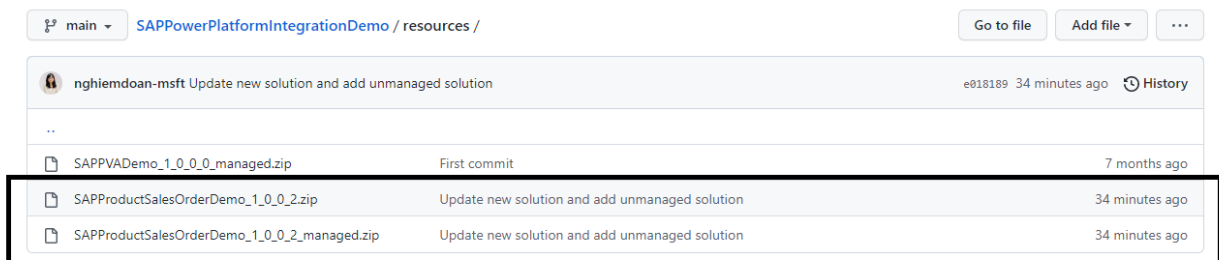 main SAPPowerPlatformIntegrationDemo / resources / Go to file Add file ...
nghiemdoan-msft Update new solution and add unmanaged solution e018189 34 minutes ago History
..
SAPPVADemo_1_0_0_0_managed.zip First commit 7 months ago
SAPProductSalesOrderDemo_1_0_0_2.zip Update new solution and add unmanaged solution 34 minutes ago
SAPProductSalesOrderDemo_1_0_0_2_managed.zip Update new solution and add unmanaged solution 34 minutes ago